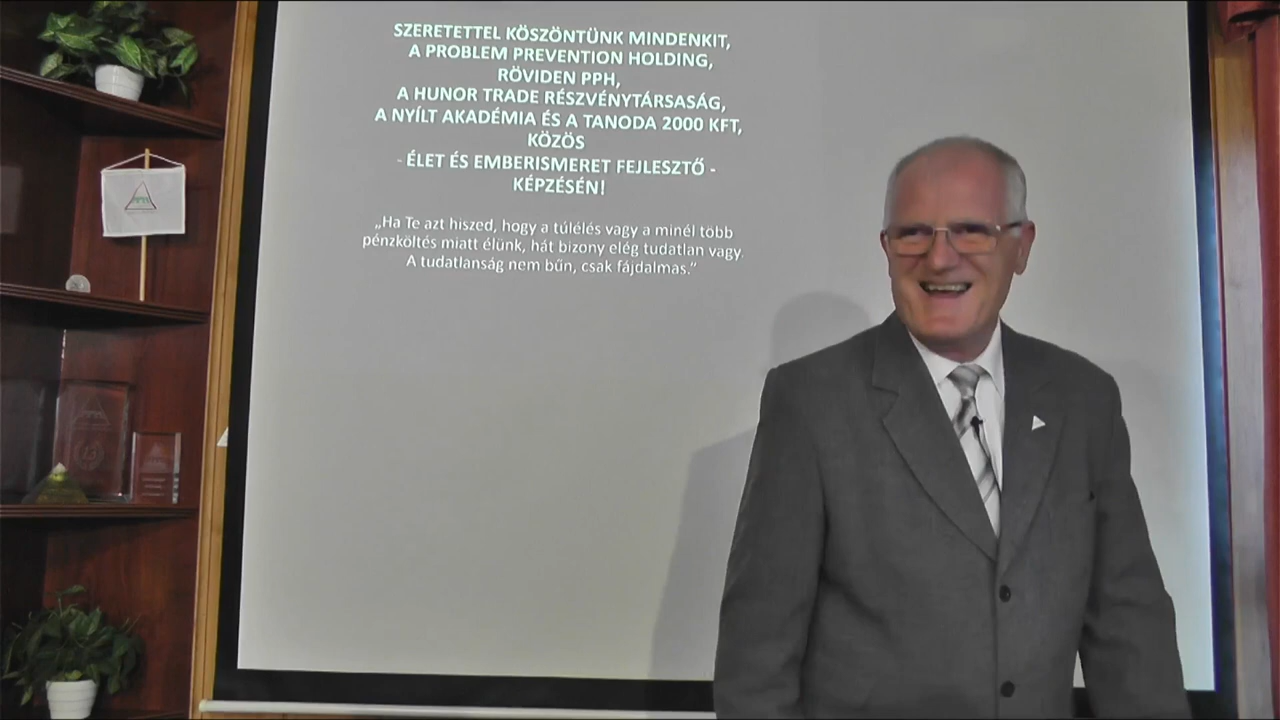 SZERETETTEL KÖSZÖNTÜNK MINDENKIT,
A PROBLEM PREVENTION HOLDING,
RÖVIDEN PPH,
A HUNOR TRADE RÉSZVÉNYTÁRSASÁG,
A NYÍLT AKADÉMIA ÉS A TANODA 2000 KFT,
KÖZÖS
- ÉLET ÉS EMBERISMERET FEJLESZTŐ -
KÉPZÉSÉN!
„Ha Te azt hiszed, hogy a túlélés vagy a minél több
pénzköltés miatt élünk, hát bizony elég tudatlan vagy.
A tudatlanság nem bűn, csak fájdalmas.”